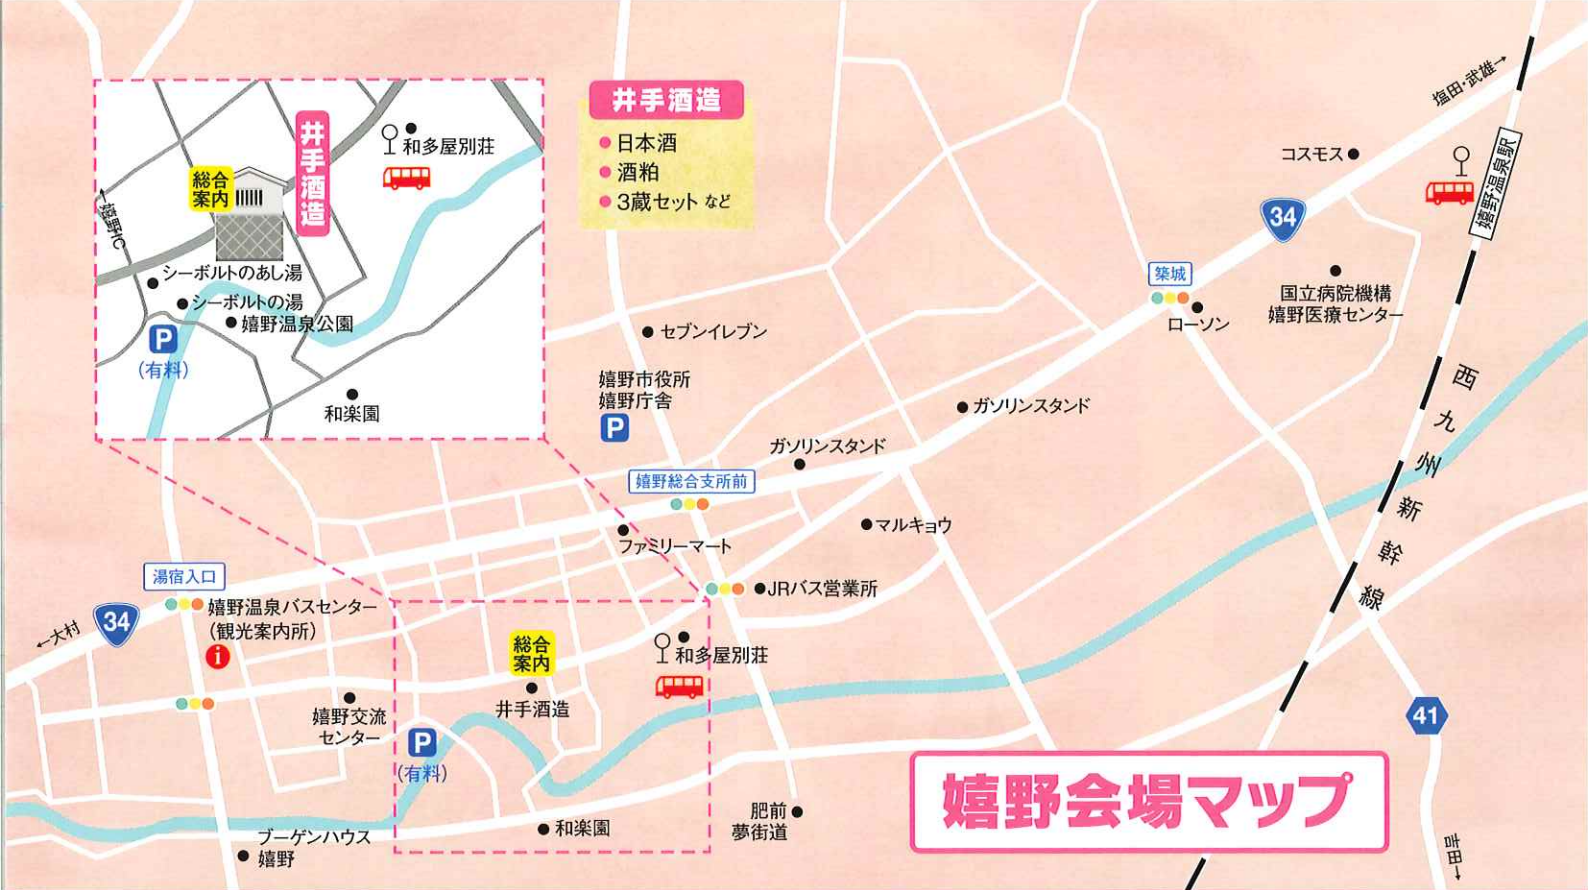 井手酒造
総合
案内
和多屋別荘
←嬉野IC
シーボルトのあし湯
シーボルトの湯
嬉野温泉公園
P
(有料)
和楽園
井手酒造
日本酒
酒粕
3蔵セット など
塩田・武雄→
コスモス
嬉野温泉駅
34
築城
ローソン
国立病院機構
嬉野医療センター
セブンイレブン
嬉野市役所
嬉野庁舎
P
ガソリンスタンド
ガソリンスタンド
西九州新幹線
嬉野総合支所前
ファミリーマート
マルキョウ
湯宿入口
JRバス営業所
34
←大村
嬉野温泉バスセンター
(観光案内所)
i
総合
案内
和多屋別荘
井手酒造
嬉野交流
センター
P
(有料)
41
嬉野会場マップ
肥前
夢街道
和楽園
ブーゲンハウス
嬉野
吉田→